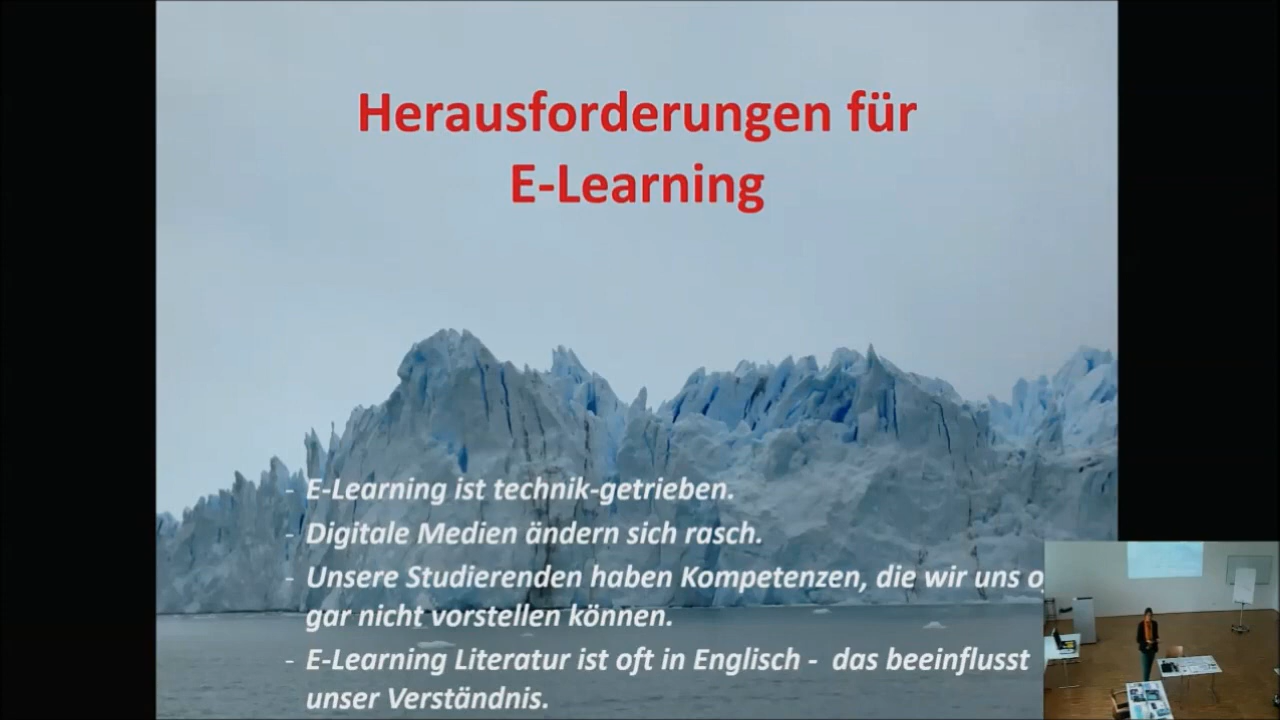 Herausforderungen für
E-Learning
- E-Learning ist technik-getrieben.
- Digitale Medien ändern sich rasch.
- Unsere Studierenden haben Kompetenzen, die wir uns
gar nicht vorstellen können.
- E-Learning Literatur ist oft in Englisch - das beeinflusst
unser Verständnis.